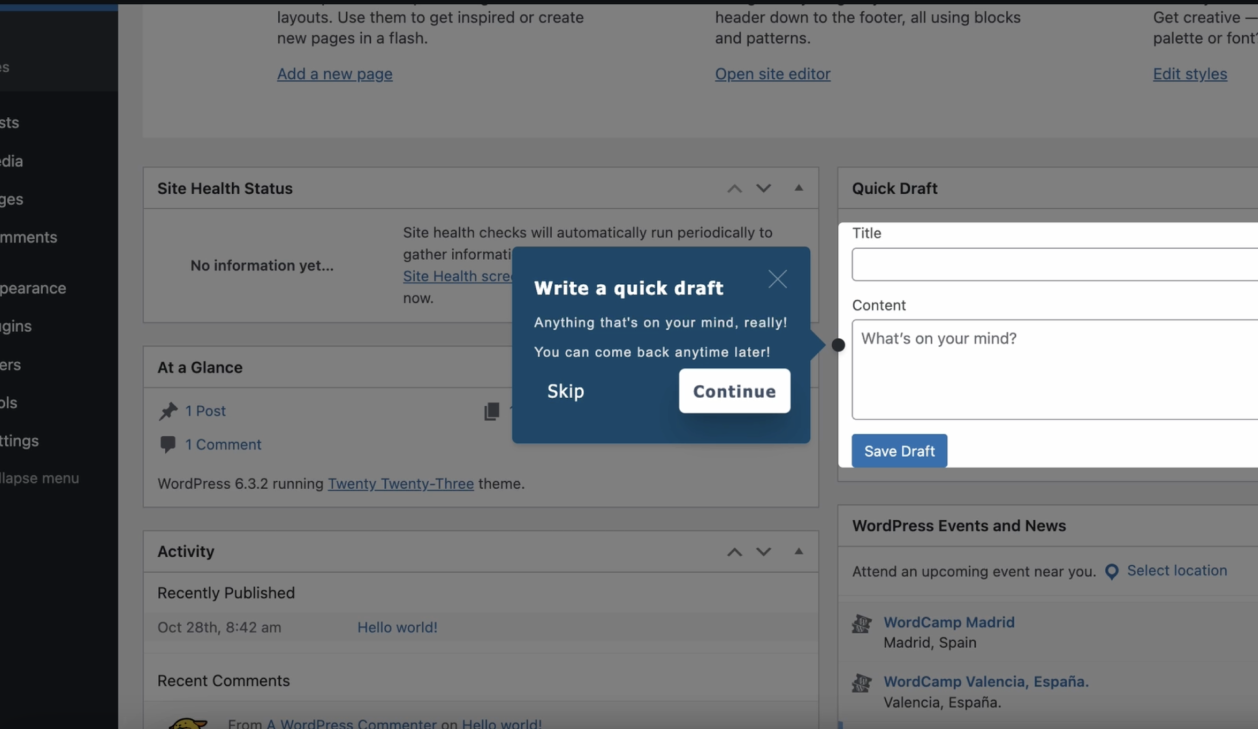 layouts. Use them to get inspired or create
new pages in a flash.
Add a new page
header down to the footer, all using blocks
and patterns.
Open site editor
Get creative —
palette or font'
Edit styles
es
sts
edia
ges
mments
pearance
gins
ers
ols
ttings
llapse menu
Site Health Status
No information yet...
Site health checks will automatically run periodically to
gather informati
Site Health scree
now.
Write a quick draft
Anything that's on your mind, really!
You can come back anytime later!
Skip
Continue
At a Glance
1 Post
1 Comment
WordPress 6.3.2 running Twenty Twenty-Three theme.
Activity
Recently Published
Oct 28th, 8:42 am
Hello world!
Recent Comments
From A WordPress Commenter on Hello world!
Quick Draft
Title
Content
What's on your mind?
Save Draft
WordPress Events and News
Attend an upcoming event near you.
Select location
WordCamp Madrid
Madrid, Spain
WordCamp Valencia, España.
Valencia, España.